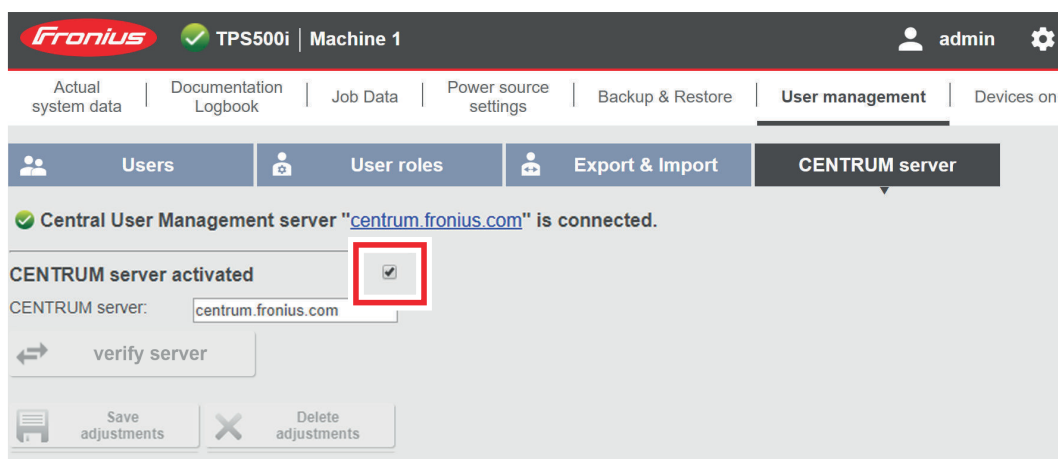 Fronius TPS500i | Machine 1 admin
Actual system data | Documentation Logbook | Job Data | Power source settings | Backup & Restore | User management | Devices on
Users User roles Export & Import CENTRUM server
Central User Management server "centrum.fronius.com" is connected.
CENTRUM server activated
CENTRUM server: centrum.fronius.com
verify server
Save adjustments Delete adjustments